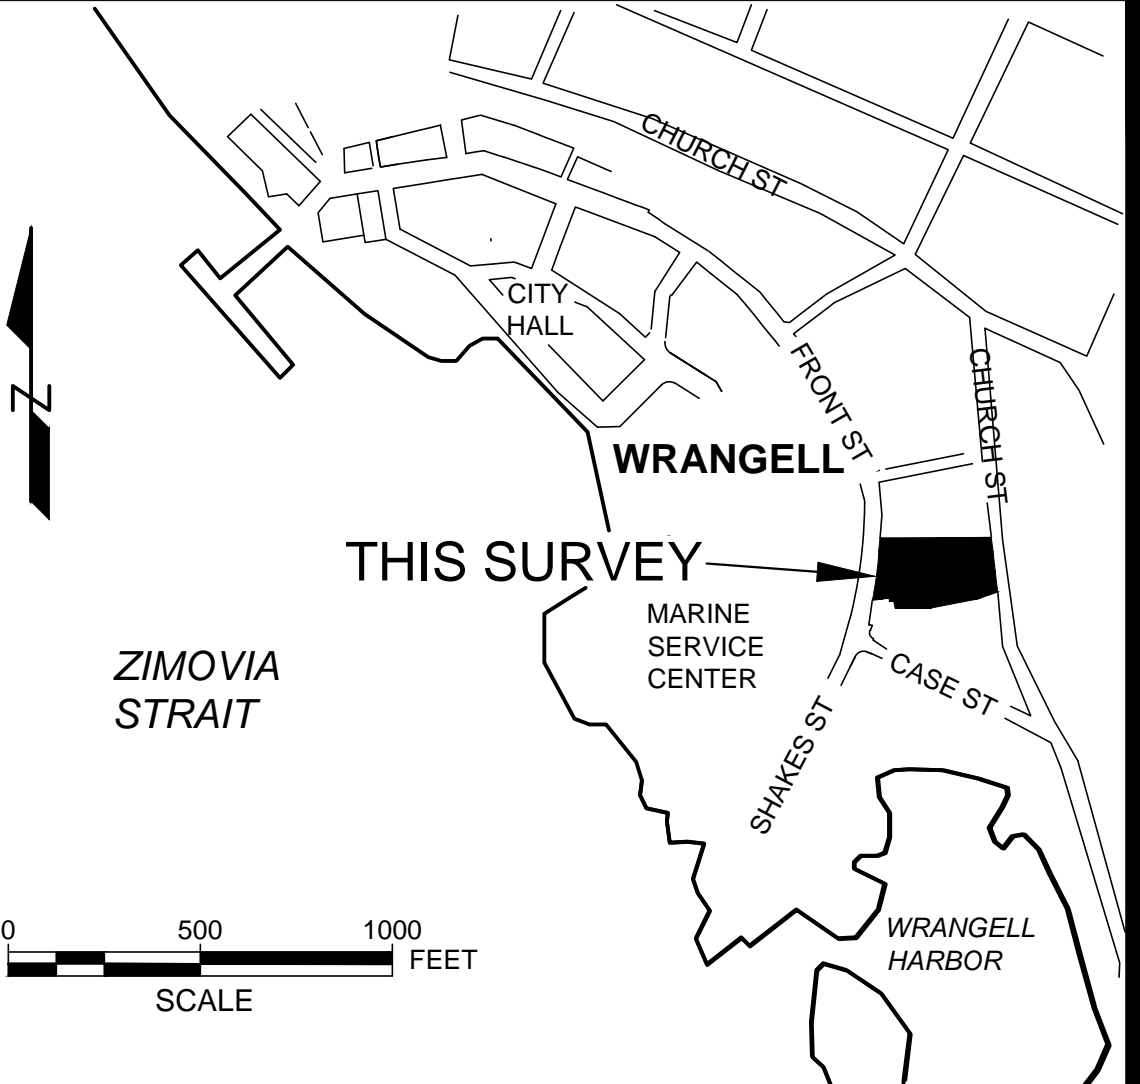 CHURCH ST
CITY
HALL
FRONT ST
CHURCH ST
N
WRANGELL
THIS SURVEY
MARINE
SERVICE
CENTER
ZIMOVIA
STRAIT
CASE ST
SHAKES ST
WRANGELL
HARBOR
0 500 1000
FEET
SCALE